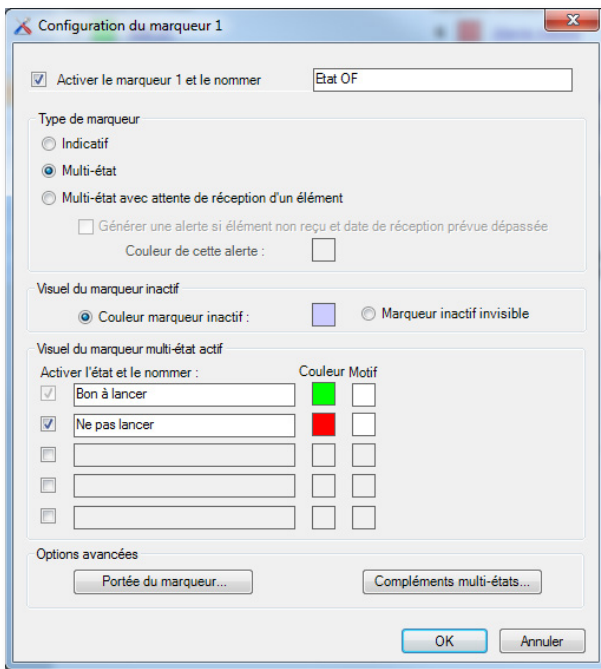 Configuration du marqueur 1
Activer le marqueur 1 et le nommer
Etat OF
Type de marqueur
Indicatif
Multi-état
Multi-état avec attente de réception d'un élément
Générer une alerte si élément non reçu et date de réception prévue dépassée
Couleur de cette alerte :
Visuel du marqueur inactif
Couleur marqueur inactif :
Marqueur inactif invisible
Visuel du marqueur multi-état actif
Activer l'état et le nommer :
Couleur Motif
Bon à lancer
Ne pas lancer
Options avancées
Portée du marqueur...
Compléments multi-états...
OK
Annuler